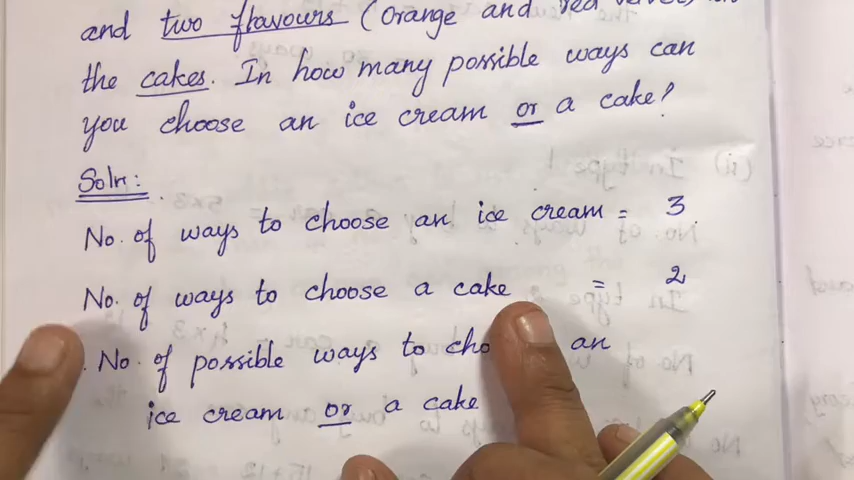 and two flavours (Orange and
the cakes. In how many possible ways can
you choose an ice cream or a cake?
Soln:
No. of ways to choose an ice cream = 3
No. of ways to choose a cake = 2
No. of possible ways to an
ice cream or a cake